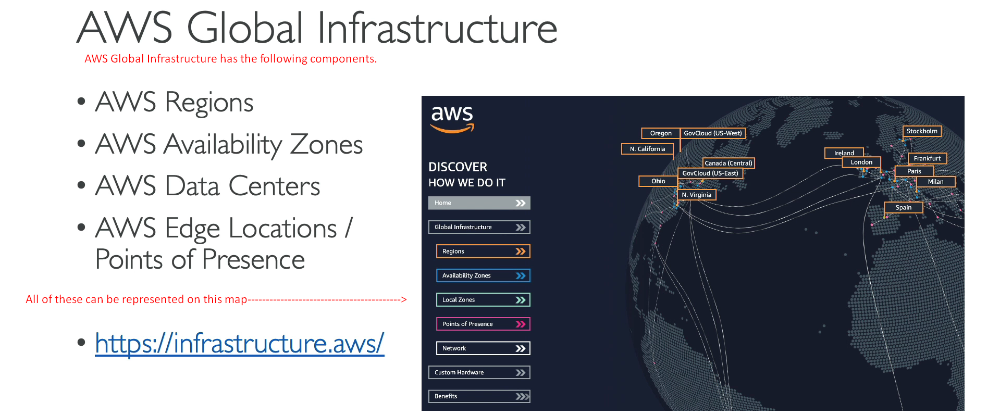 AWS Global Infrastructure
AWS Global Infrastructure has the following components.
• AWS Regions
• AWS Availability Zones
• AWS Data Centers
• AWS Edge Locations /
Points of Presence
All of these can be represented on this map------------------------------------------>
• https://infrastructure.aws/
aws
DISCOVER
HOW WE DO IT
Home
Global Infrastructure
Regions
Availability Zones
Local Zones
Points of Presence
Network
Custom Hardware
Benefits
Oregon
GovCloud (US-West)
N. California
Canada (Central)
GovCloud (US-East)
Ohio
N. Virginia
Stockholm
Ireland
London
Frankfurt
Paris
Milan
Spain